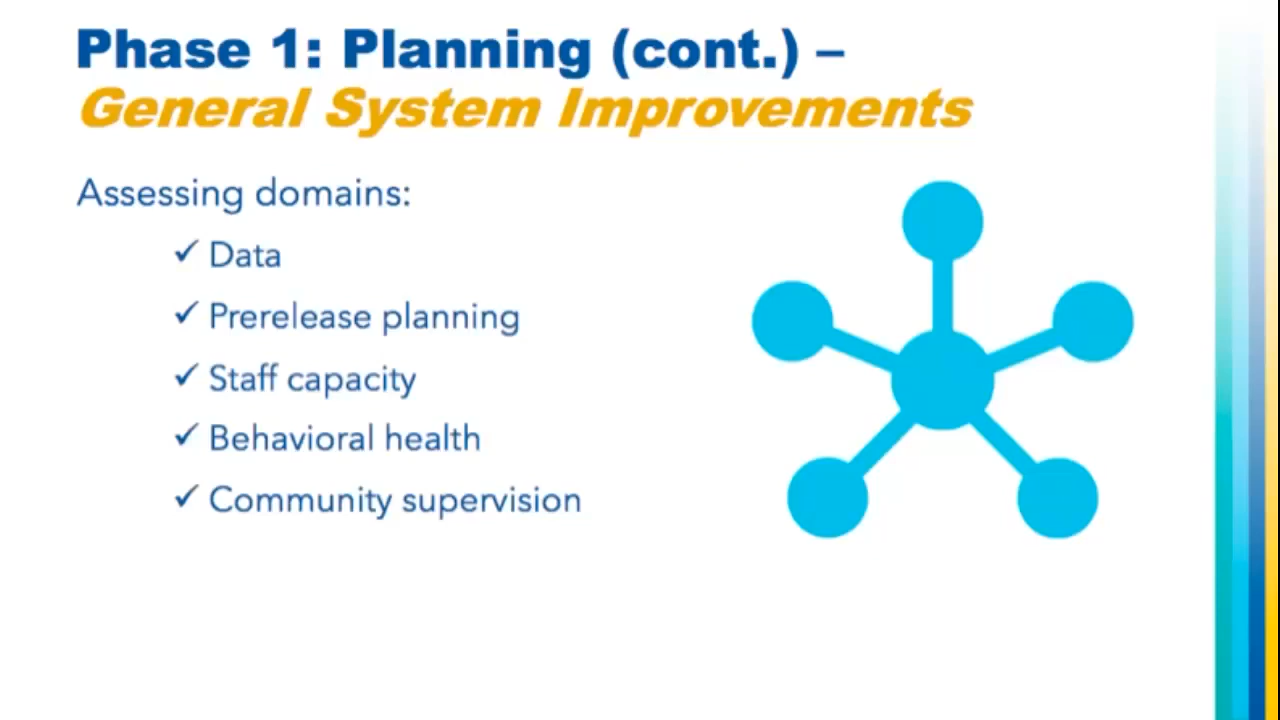 Phase 1: Planning (cont.) –
General System Improvements
Assessing domains:
✓ Data
✓ Prerelease planning
✓ Staff capacity
✓ Behavioral health
✓ Community supervision